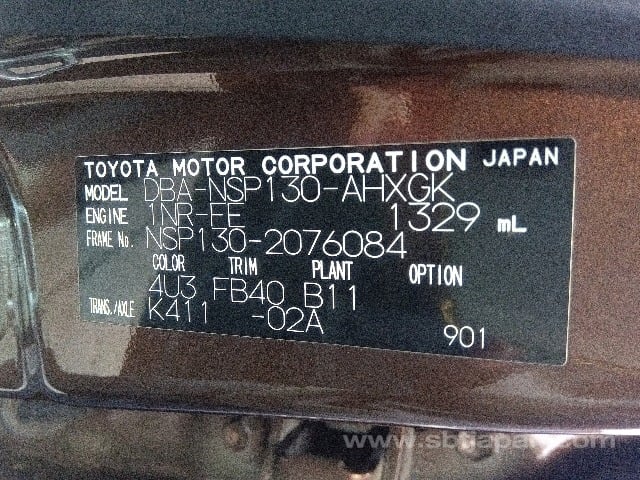 TOYOTA MOTOR CORPORATION JAPAN
MODEL DBA-NSP130-AHXGK
ENGINE 1NR-FE 1329 mL
FRAME No. NSP130-2076084
COLOR TRIM PLANT OPTION
4U3 FB40 B11
TRANS./AXLE K411 -02A
901
www.sbtjapan.com